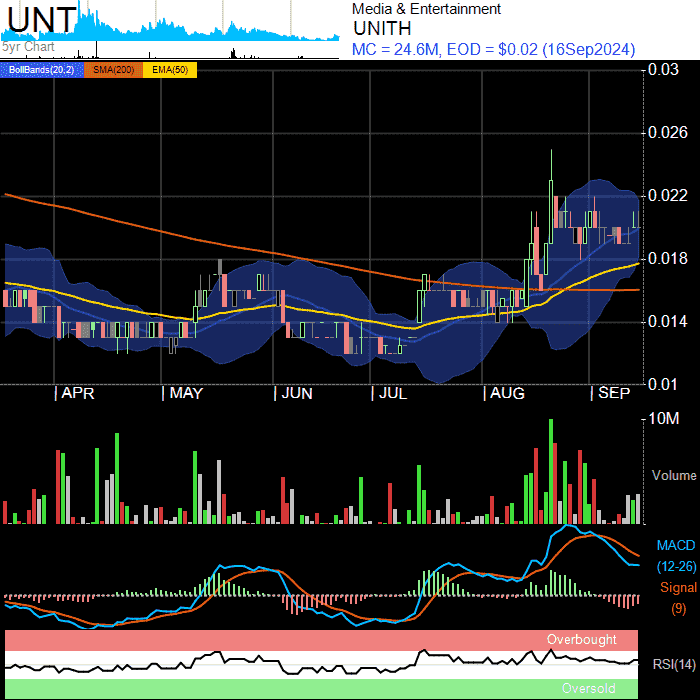 UNT
5yr Chart
Media & Entertainment
UNITH
MC = 24.6M, EOD = $0.02 (16Sep2024)
BollBands(20,2) SMA(200) EMA(50)
0.03
0.026
0.022
0.018
0.014
0.01
APR MAY JUN JUL AUG SEP
10M
Volume
MACD
(12-26)
Signal
(9)
Overbought
RSI(14)
Oversold